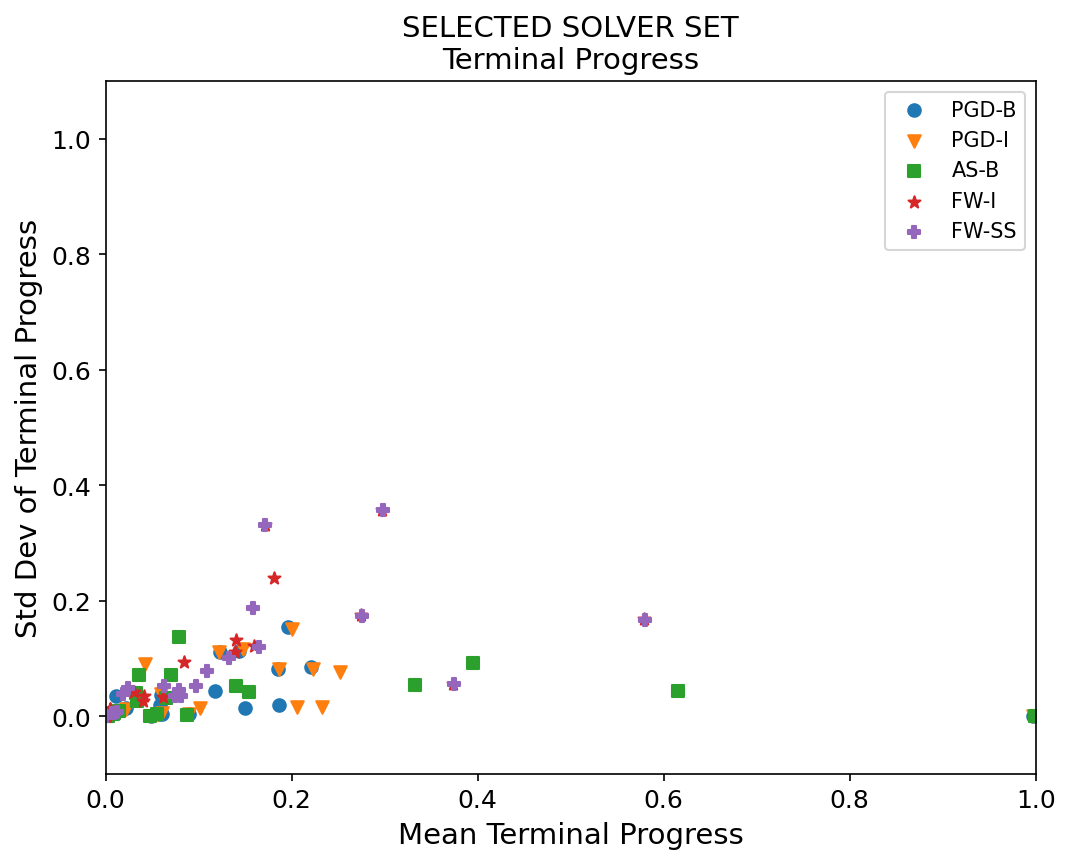 SELECTED SOLVER SET
Terminal Progress
PGD-B
PGD-I
AS-B
FW-I
FW-SS
Std Dev of Terminal Progress
1.0
0.8
0.6
0.4
0.2
0.0
0.0 0.2 0.4 0.6 0.8 1.0
Mean Terminal Progress